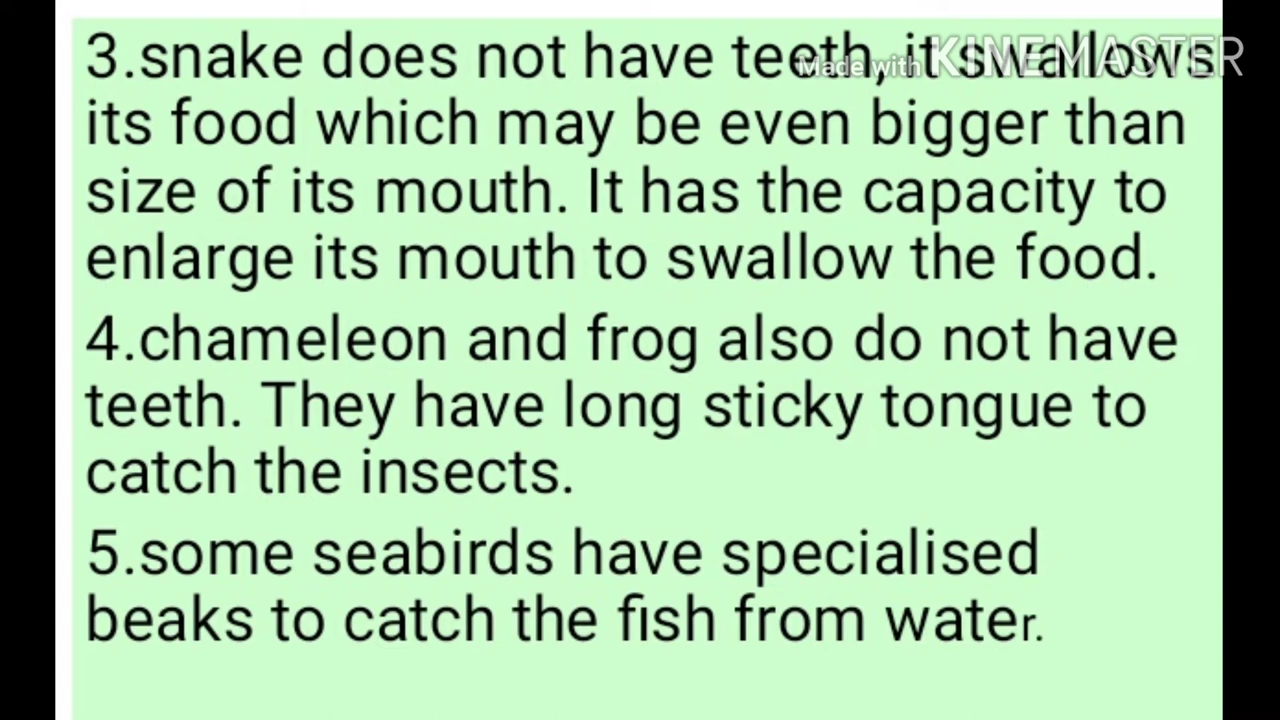 3.snake does not have teeth, it swallows
Made with KINEMASTER
its food which may be even bigger than
size of its mouth. It has the capacity to
enlarge its mouth to swallow the food.
4.chameleon and frog also do not have
teeth. They have long sticky tongue to
catch the insects.
5.some seabirds have specialised
beaks to catch the fish from water.